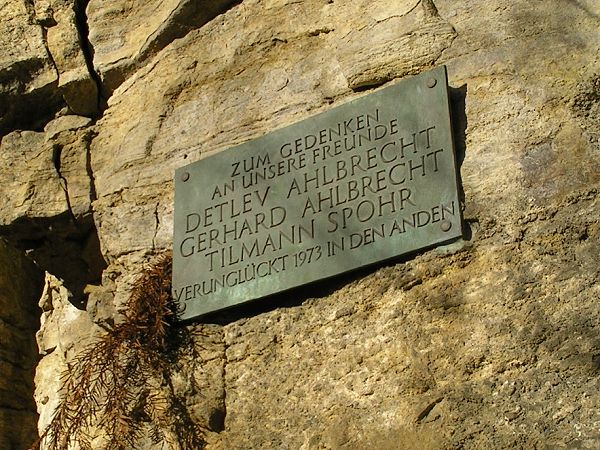 ZUM GEDENKEN
AN UNSERE FREUNDE
DETLEV AHLBRECHT
GERHARD AHLBRECHT
TILMANN SPOHR
VERUNGLÜCKT 1973 IN DEN ANDEN